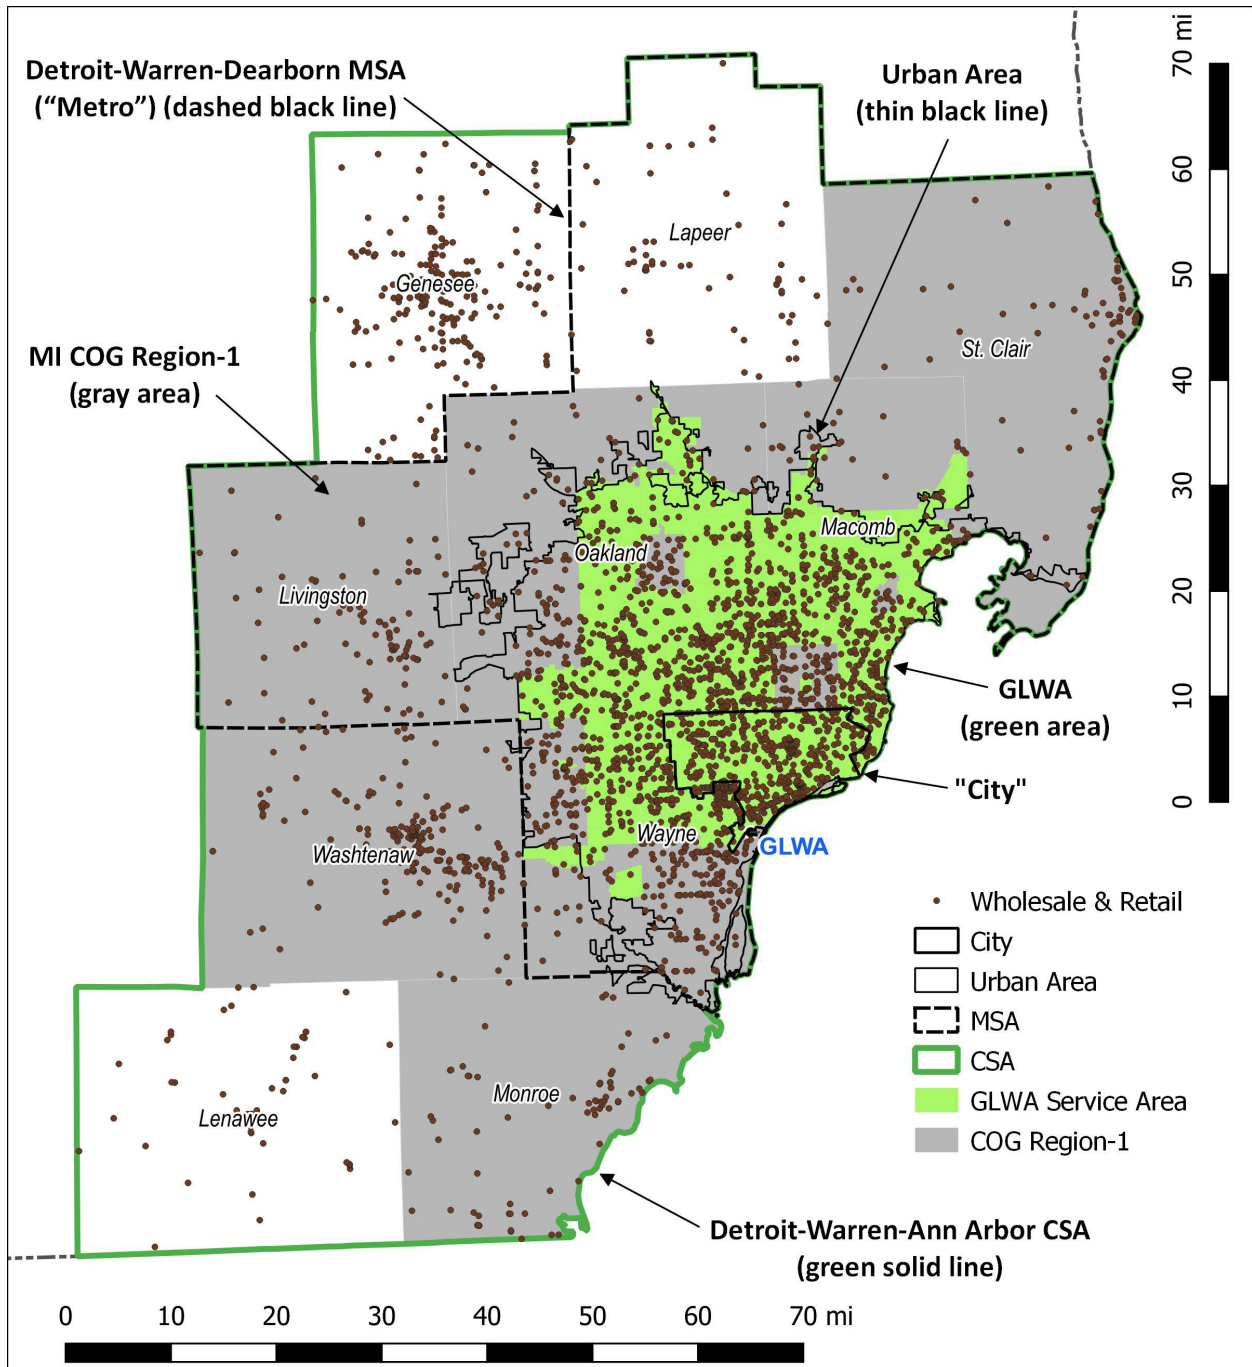 Detroit-Warren-Dearborn MSA
(“Metro”) (dashed black line)
Urban Area
(thin black line)
70 mi
60
50
40
30
20
10
0
Lapeer
Genesee
St. Clair
MI COG Region-1
(gray area)
Macomb
Oakland
Livingston
GLWA
(green area)
"City"
Wayne
GLWA
Washtenaw
Wholesale & Retail
City
Urban Area
MSA
CSA
GLWA Service Area
COG Region-1
Monroe
Lenawee
Detroit-Warren-Ann Arbor CSA
(green solid line)
0 10 20 30 40 50 60 70 mi